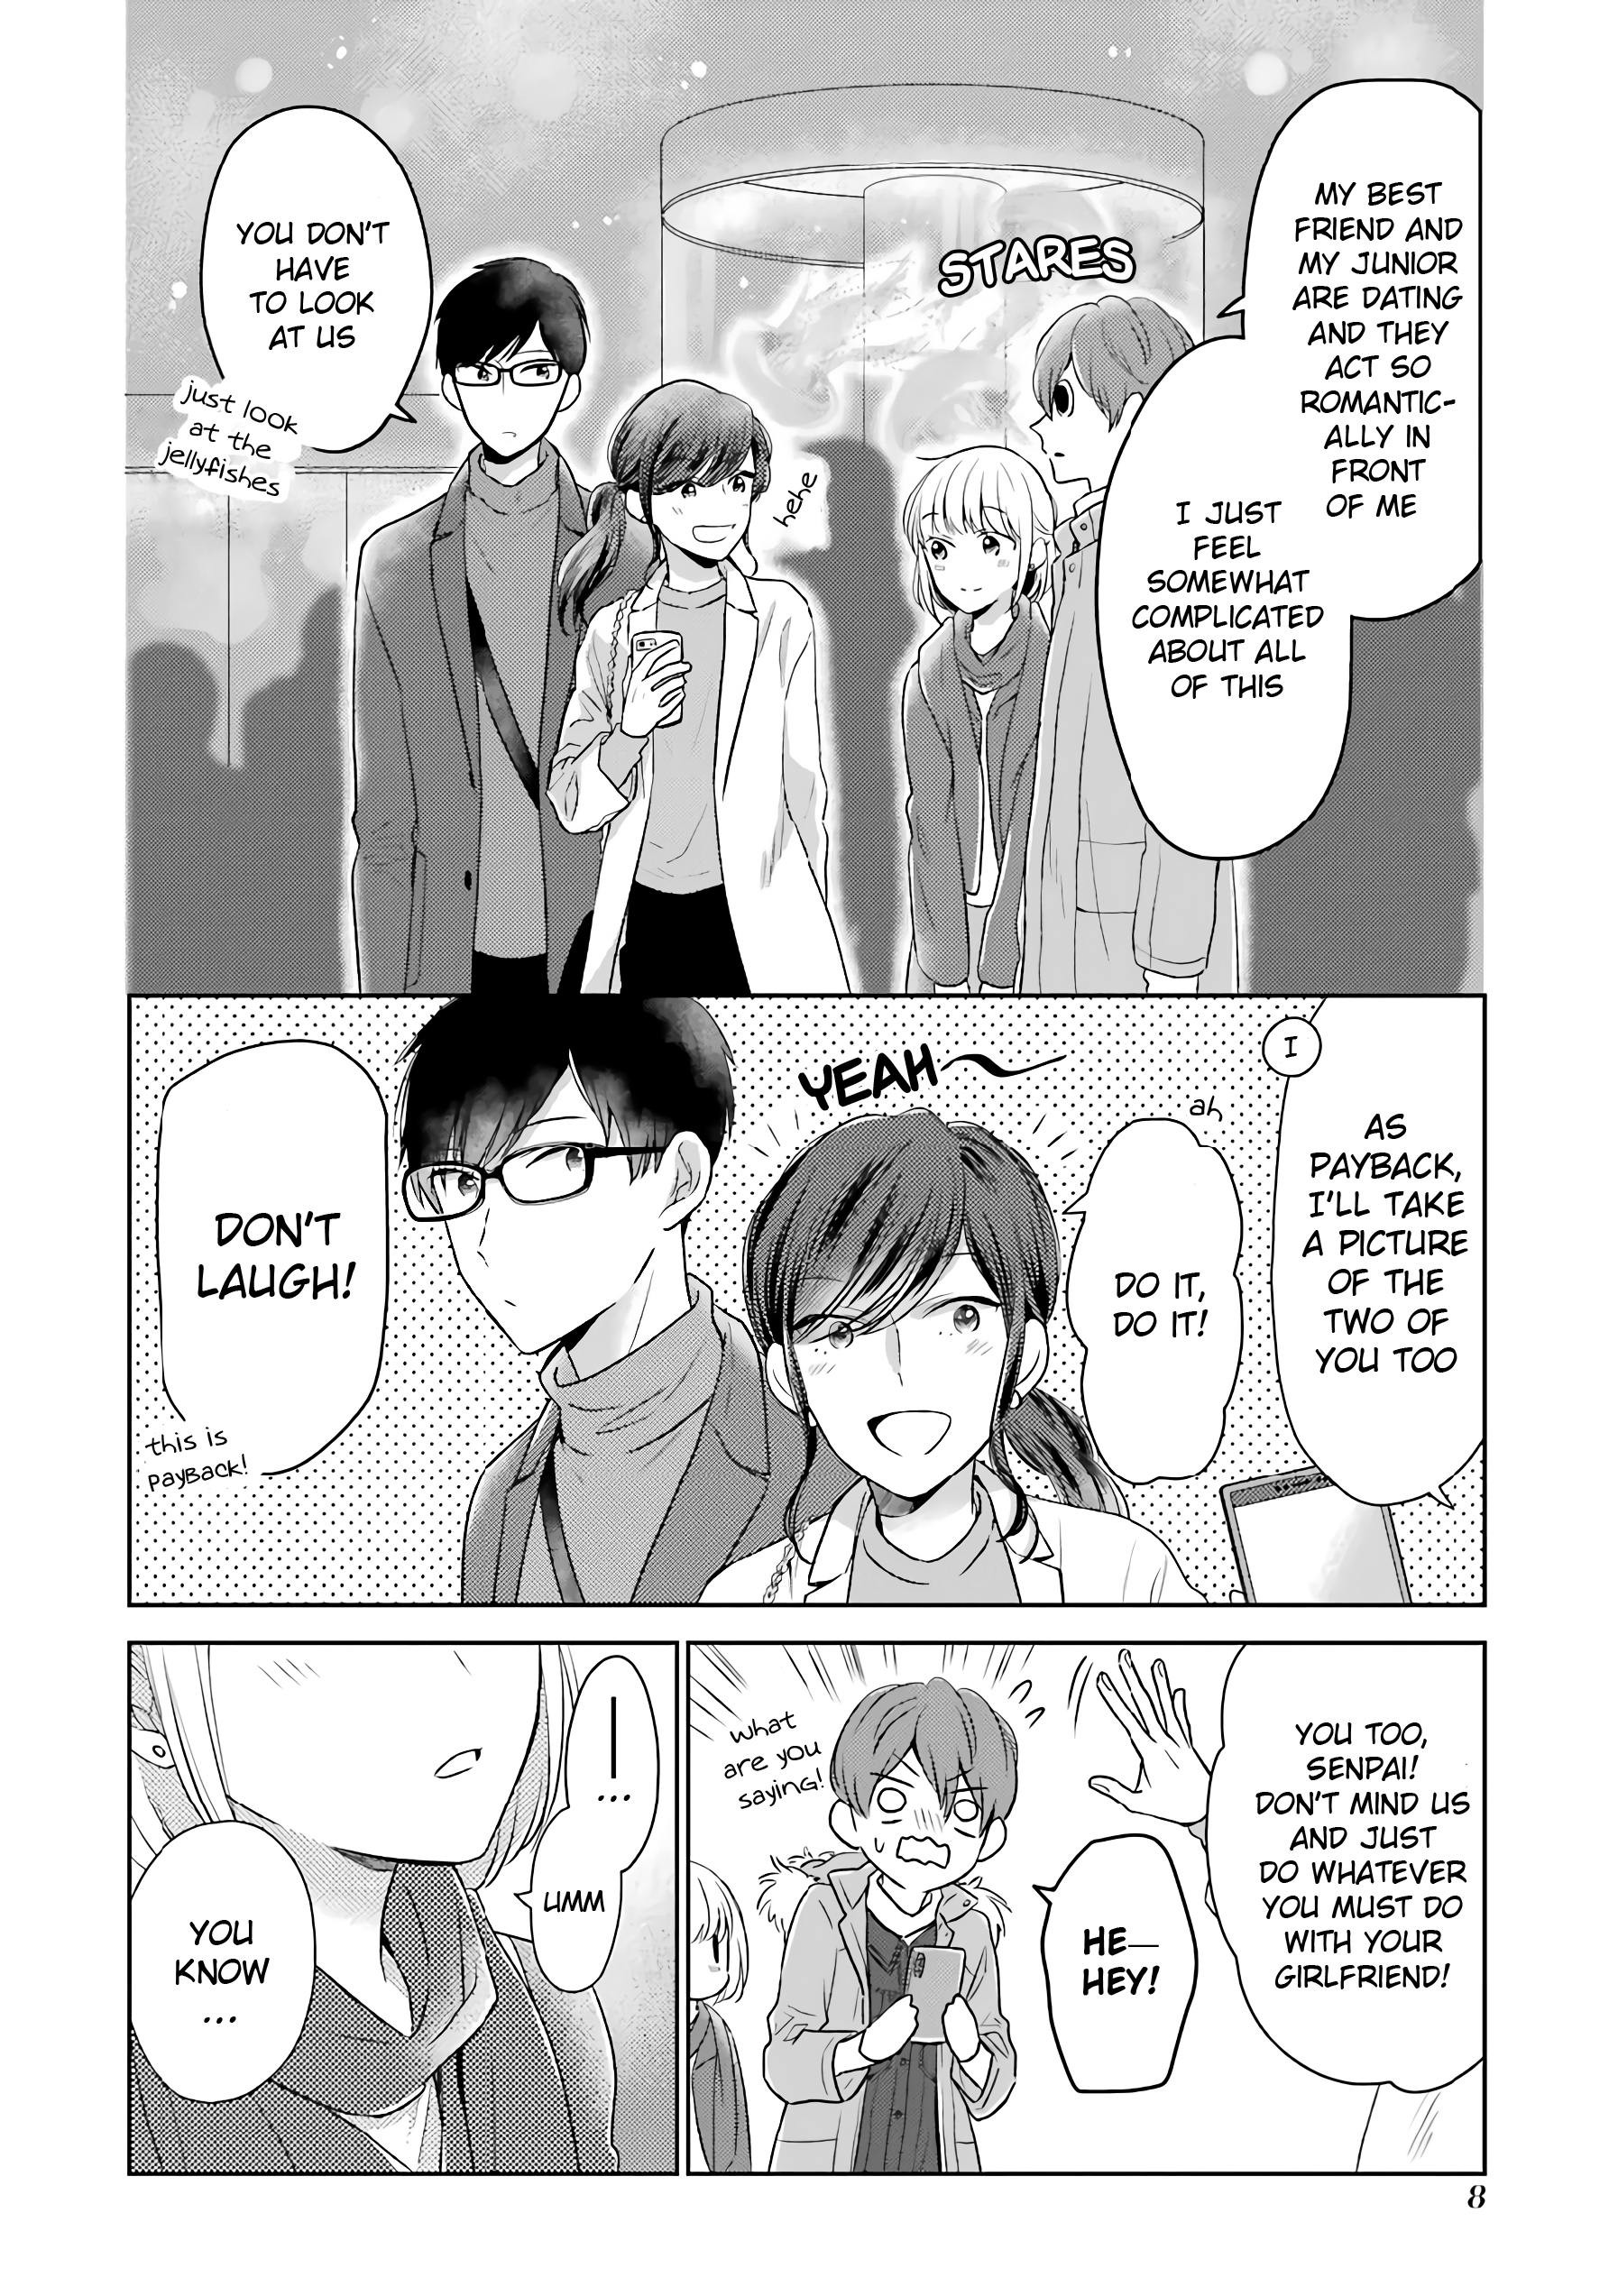 MY BEST
FRIEND AND
MY JUNIOR
ARE DATING
AND THEY
ACT SO
ROMANTIC-
ALLY IN
FRONT
OF ME
I JUST
FEEL
SOMEWHAT
COMPLICATED
ABOUT ALL
OF THIS
STARES
hehe
YOU DON'T
HAVE
TO LOOK
AT US
just look
at the
jellyfishes
I
AS
PAYBACK,
I'LL TAKE
A PICTURE
OF THE
TWO OF
YOU TOO
ah
DO IT,
DO IT!
YEAH
DON'T
LAUGH!
this is
payback!
YOU TOO,
SENPAI!
DON'T MIND US
AND JUST
DO WHATEVER
YOU MUST DO
WITH YOUR
GIRLFRIEND!
HE—
HEY!
what
are you
saying!
—
...
UMM
YOU
KNOW
...
8